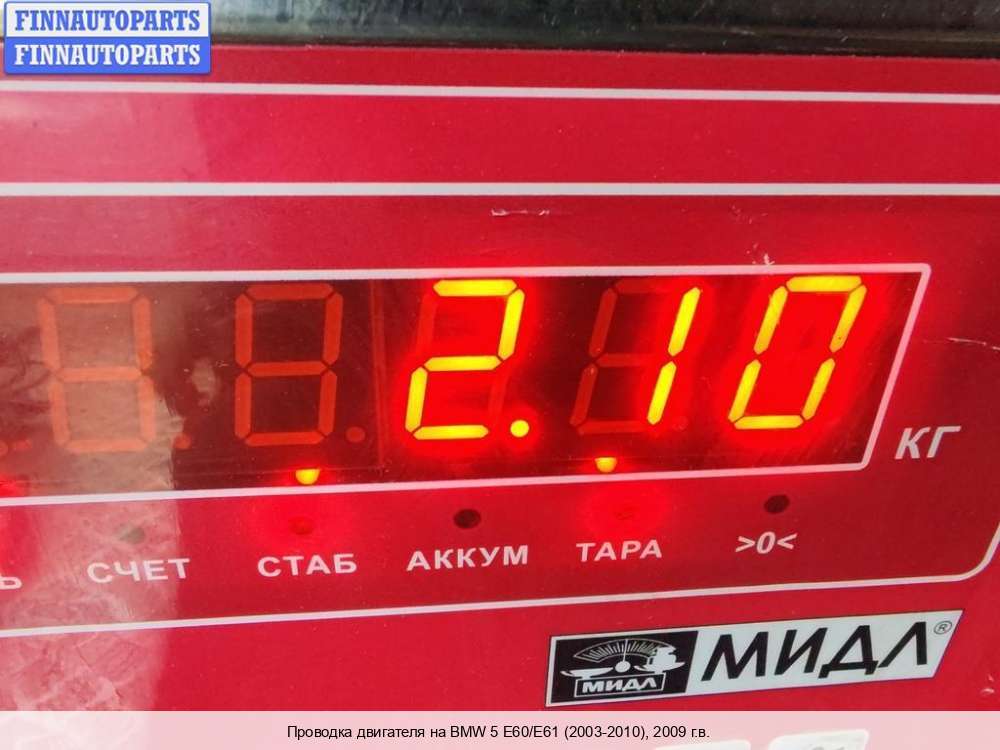 FINNAUTOPARTS
FINNAUTOPARTS
2.10
КГ
Ь СЧЕТ СТАБ АККУМ ТАРА >0<
МИДЛ МИДЛ®
Проводка двигателя на BMW 5 E60/E61 (2003-2010), 2009 г.в.